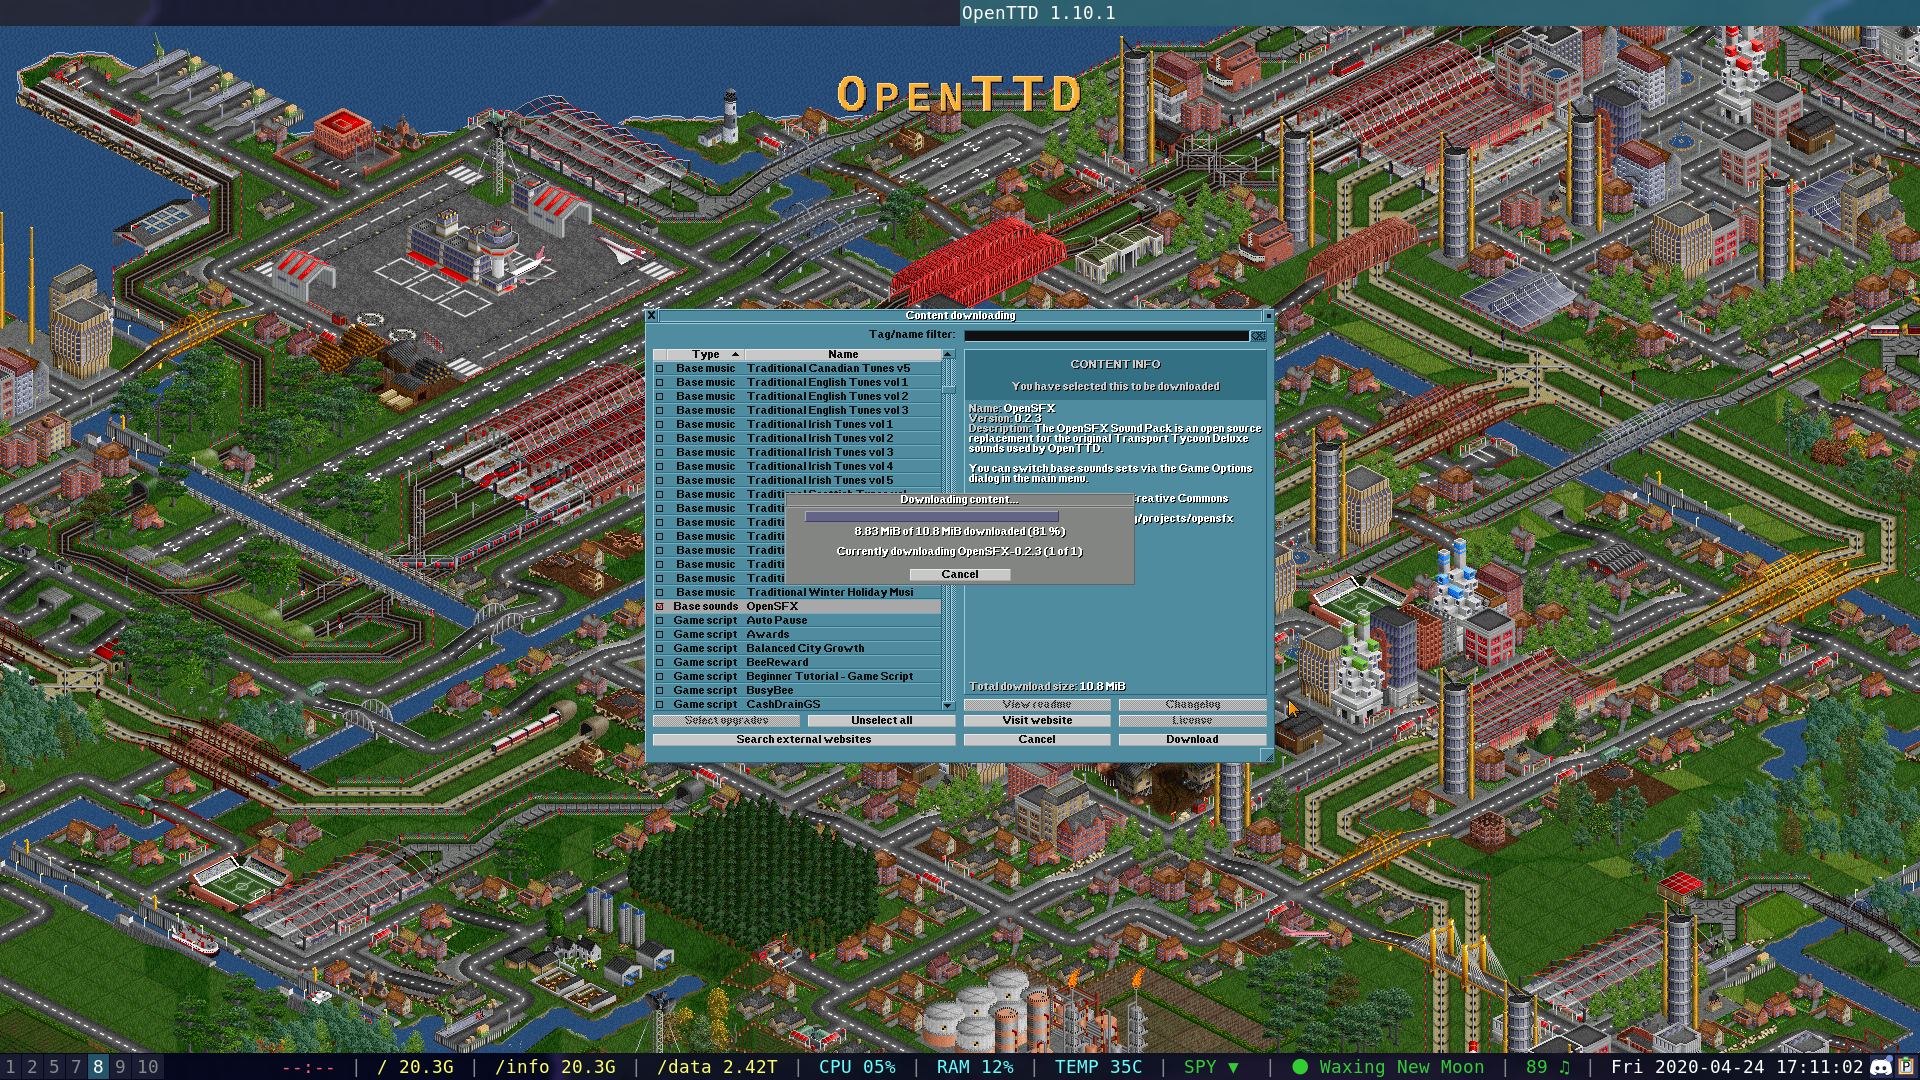 OpenTTD 1.10.1
OPENTTD
Content downloading
Tag/name filter:
Type Name
Base music Traditional Canadian Tunes v5
Base music Traditional English Tunes vol 1
Base music Traditional English Tunes vol 2
Base music Traditional English Tunes vol 3
Base music Traditional Irish Tunes vol 1
Base music Traditional Irish Tunes vol 2
Base music Traditional Irish Tunes vol 3
Base music Traditional Irish Tunes vol 4
Base music Traditional Irish Tunes vol 5
Base music
Base music Traditi
Base music Traditi
Base music Traditi
Base music Traditi
Base music Traditi
Base music Traditi
Base music Traditional Winter Holiday Musi
Base sounds OpenSFX
Game script Auto Pause
Game script Awards
Game script Balanced City Growth
Game script BeeReward
Game script Beginner Tutorial - Game Script
Game script BusyBee
Game script CashDrainGS
Select upgrades Unselect all
Search external websites
CONTENT INFO
You have selected this to be downloaded
Name: OpenSFX
Version: 0.2.3
Description: The OpenSFX Sound Pack is an open source
replacement for the original Transport Tycoon Deluxe
sounds used by OpenTTD.
You can switch base sounds sets via the Game Options
dialog in the main menu.
reative Commons
/projects/opensfx
Total download size: 10.8 MiB
View readme Changelog
Visit website License
Cancel Download
Downloading content...
8.83 MiB of 10.8 MiB downloaded (81 %)
Currently downloading OpenSFX-0.2.3 (1 of 1)
Cancel
1 2 5 7 8 9 10 --:-- | / 20.3G | /info 20.3G | /data 2.42T | CPU 05% | RAM 12% | TEMP 35C | SPY ▼ | ● Waxing New Moon | 89 ♫ | Fri 2020-04-24 17:11:02